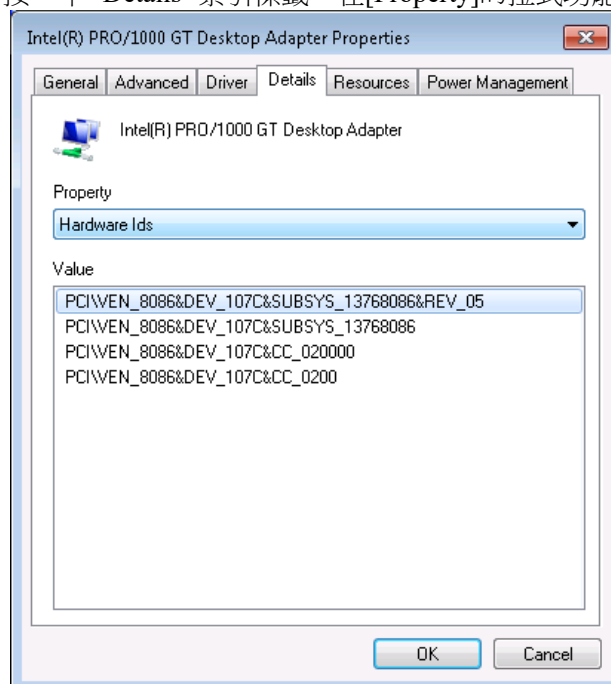 Intel(R) PRO/1000 GT Desktop Adapter Properties
General Advanced Driver Details Resources Power Management
Intel(R) PRO/1000 GT Desktop Adapter
Property
Hardware Ids
Value
PCI\VEN_8086&DEV_107C&SUBSYS_13768086&REV_05
PCI\VEN_8086&DEV_107C&SUBSYS_13768086
PCI\VEN_8086&DEV_107C&CC_020000
PCI\VEN_8086&DEV_107C&CC_0200
OK Cancel